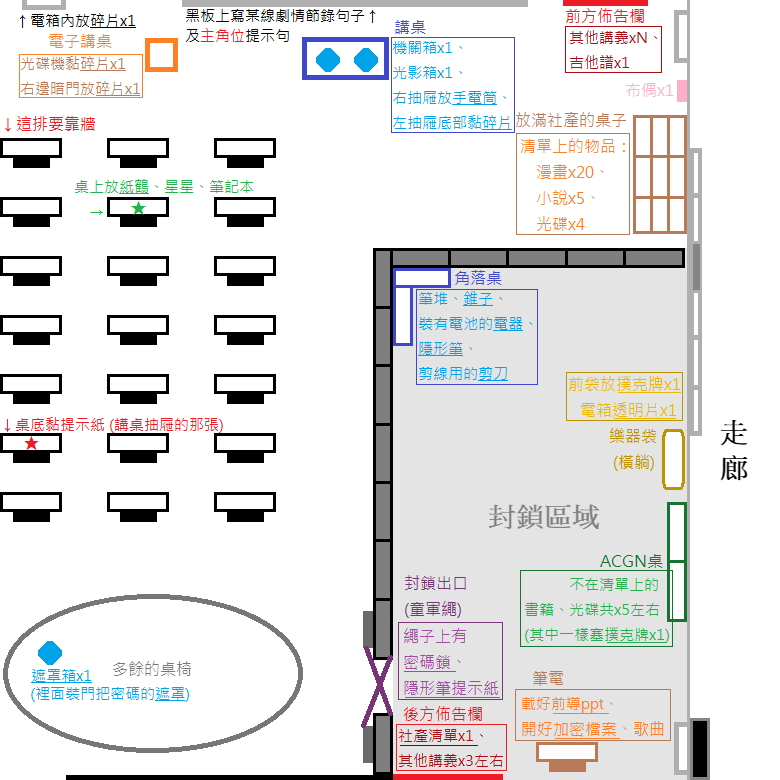 ↑電箱內放碎片x1
黑板上寫某線劇情節錄句子↑
及主角位提示句
電子講桌
光碟機黏碎片x1
右邊暗門放碎片x1
講桌
機關箱x1、
光影箱x1、
右抽屜放手電筒、
左抽屜底部黏碎片
前方佈告欄
其他講義xN、
吉他譜x1
布偶x1
放滿社產的桌子
清單上的物品：
漫畫x20、
小說x5、
光碟x4
↓這排要靠牆
桌上放紙鶴、星星、筆記本
→
角落桌
筆堆、錐子、
裝有電池的電器、
隱形筆、
剪線用的剪刀
前袋放撲克牌x1
電箱透明片x1
樂器袋
(橫躺)
走廊
↓桌底黏提示紙 (講桌抽屜的那張)
封鎖區域
ACGN桌
不在清單上的
書籍、光碟共x5左右
(其中一樣塞撲克牌x1)
封鎖出口
(童軍繩)
繩子上有
密碼鎖、
隱形筆提示紙
遮罩箱x1
(裡面裝門把密碼的遮罩)
多餘的桌椅
筆電
載好前導ppt、
開好加密檔案、歌曲
後方佈告欄
社產清單x1、
其他講義x3左右